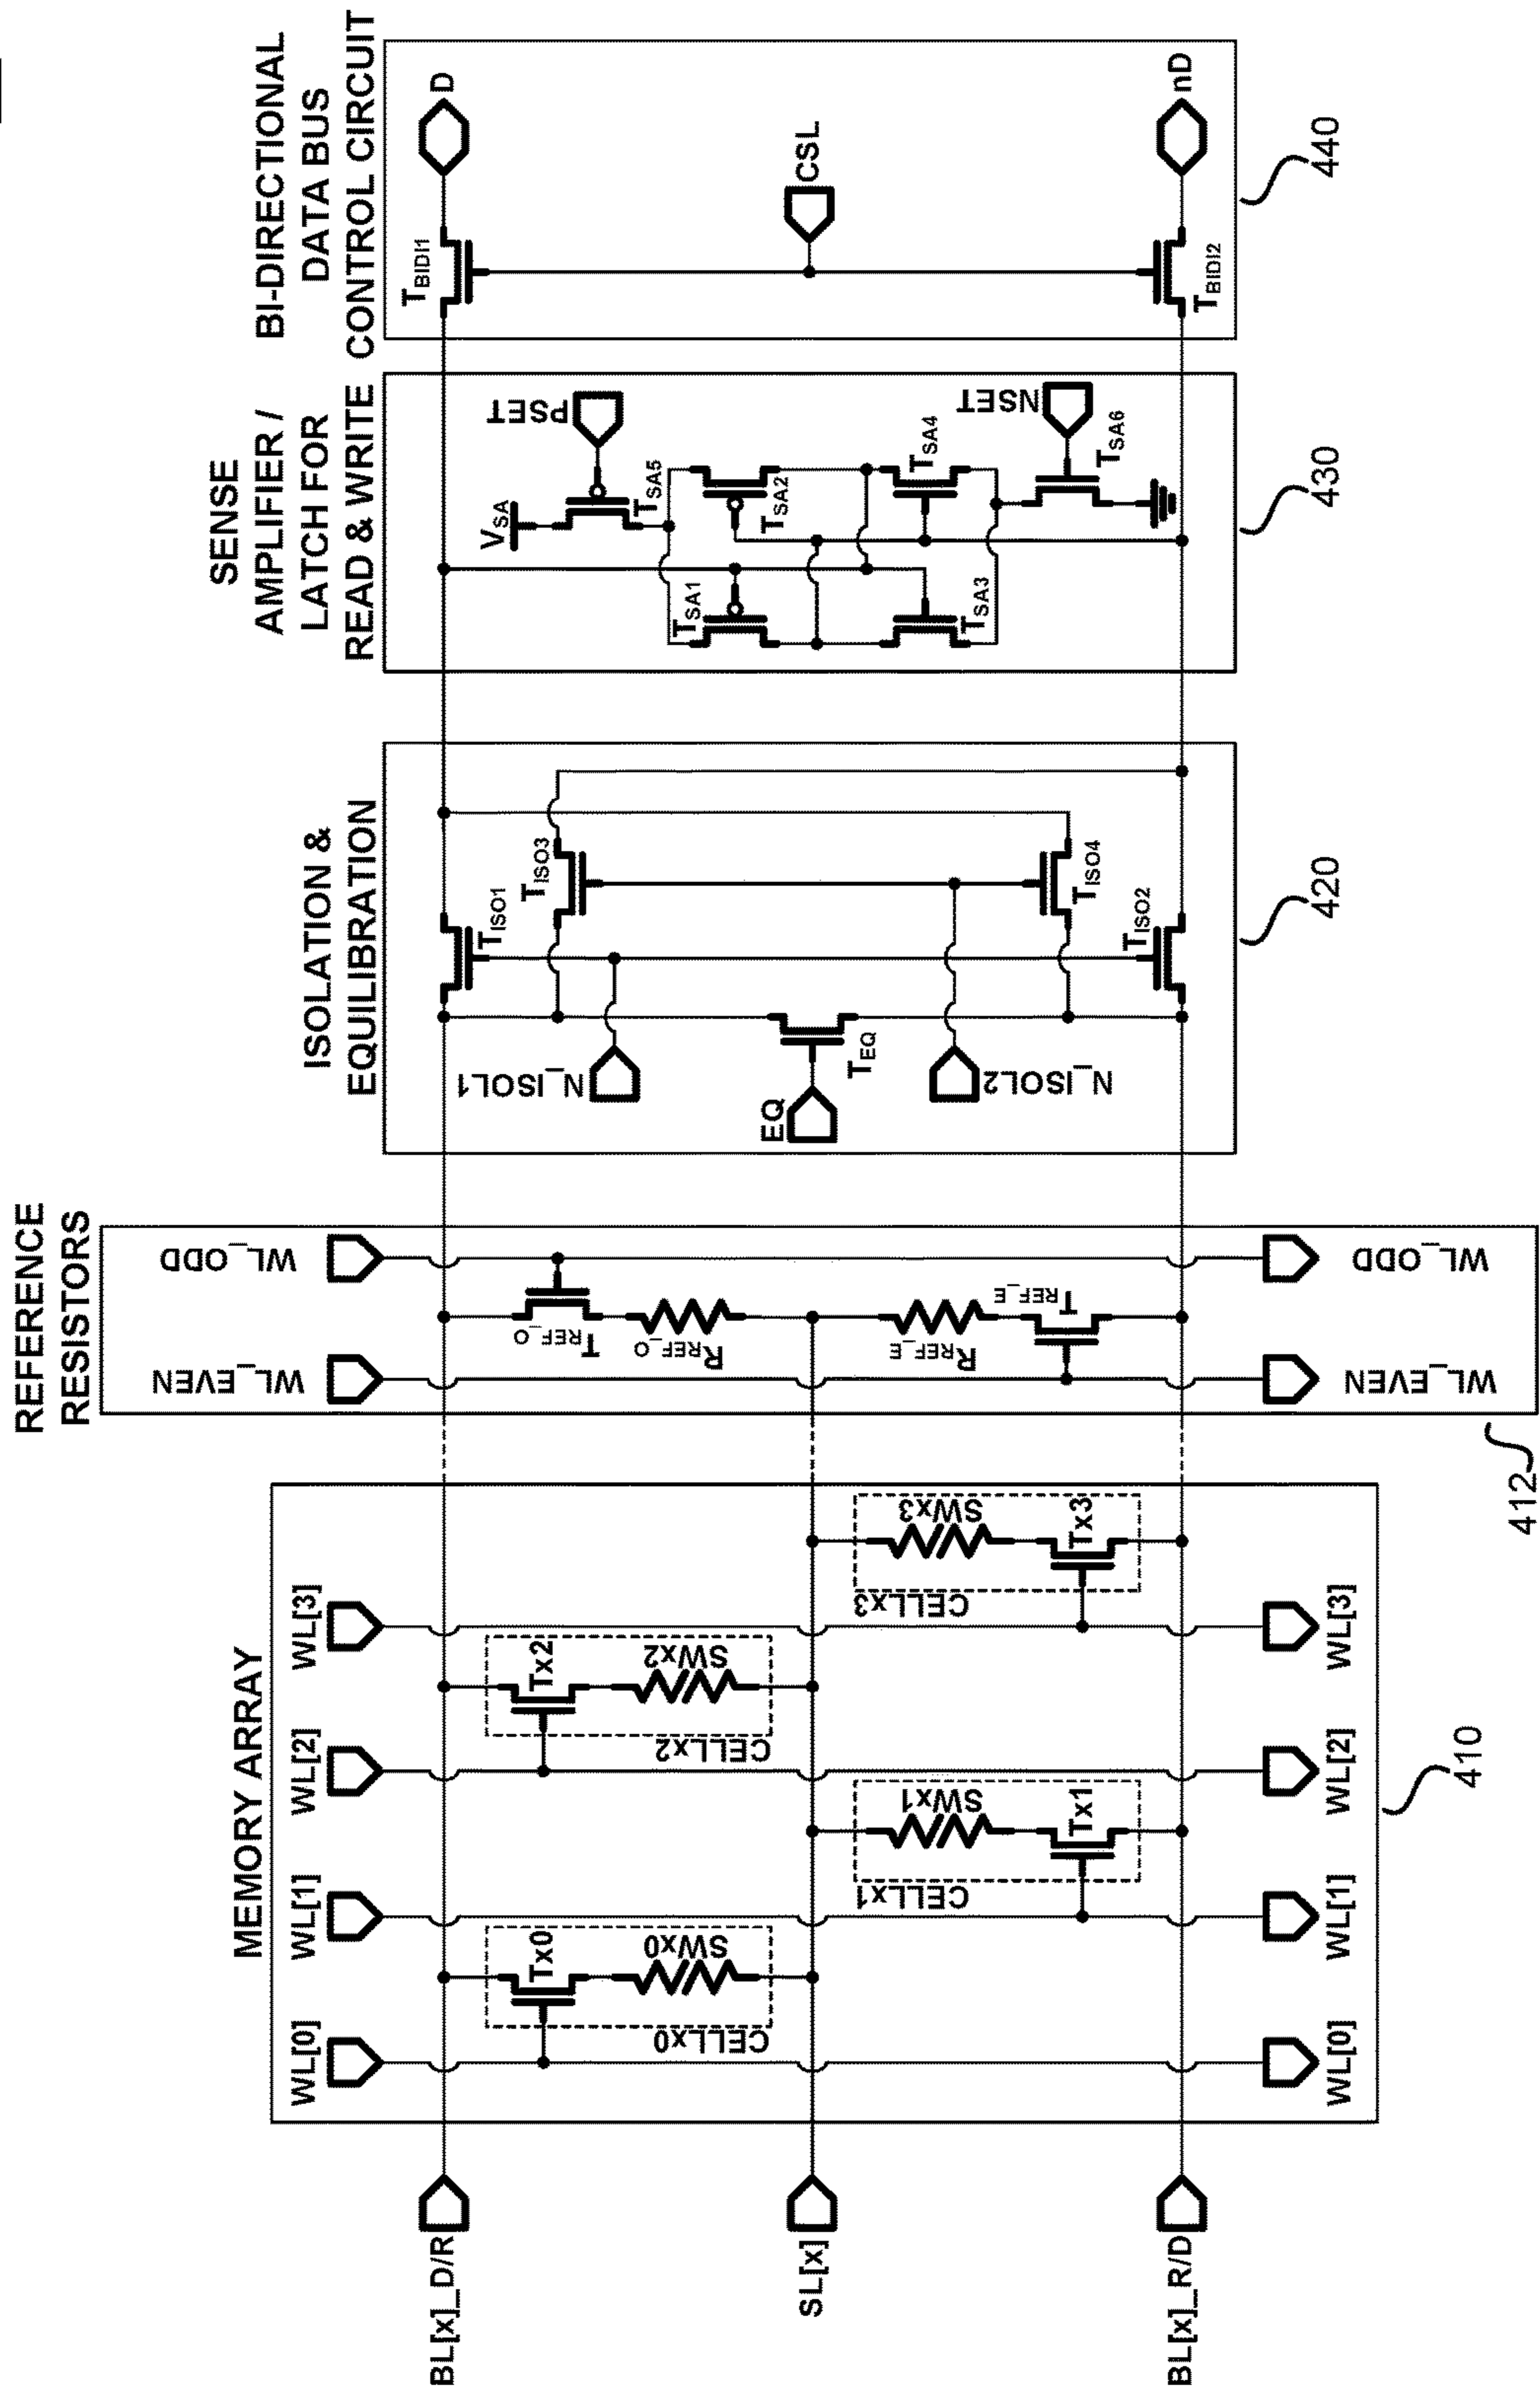 MEMORY ARRAY
REFERENCE
RESISTORS
ISOLATION &
EQUILIBRATION
SENSE
AMPLIFIER /
LATCH FOR
READ & WRITE
BI-DIRECTIONAL
DATA BUS
CONTROL CIRCUIT
WL[0]
WL[1]
WL[2]
WL[3]
WL_EVEN
WL_ODD
BL[x]_D/R
SL[x]
BL[x]_R/D
CELLx0
Tx0
SWx0
CELLx1
SWx1
Tx1
CELLx2
Tx2
SWx2
CELLx3
SWx3
Tx3
TREF_O
RREF_O
RREF_E
TREF_E
N_ISOL1
EQ
N_ISOL2
TISO1
TISO3
TEQ
TISO4
TISO2
VSA
PSET
TSA5
TSA1
TSA2
TSA3
TSA4
NSET
TSA6
TBIDI1
D
CSL
TBIDI2
nD
WL[0]
WL[1]
WL[2]
WL[3]
WL_EVEN
WL_ODD
410
412
420
430
440